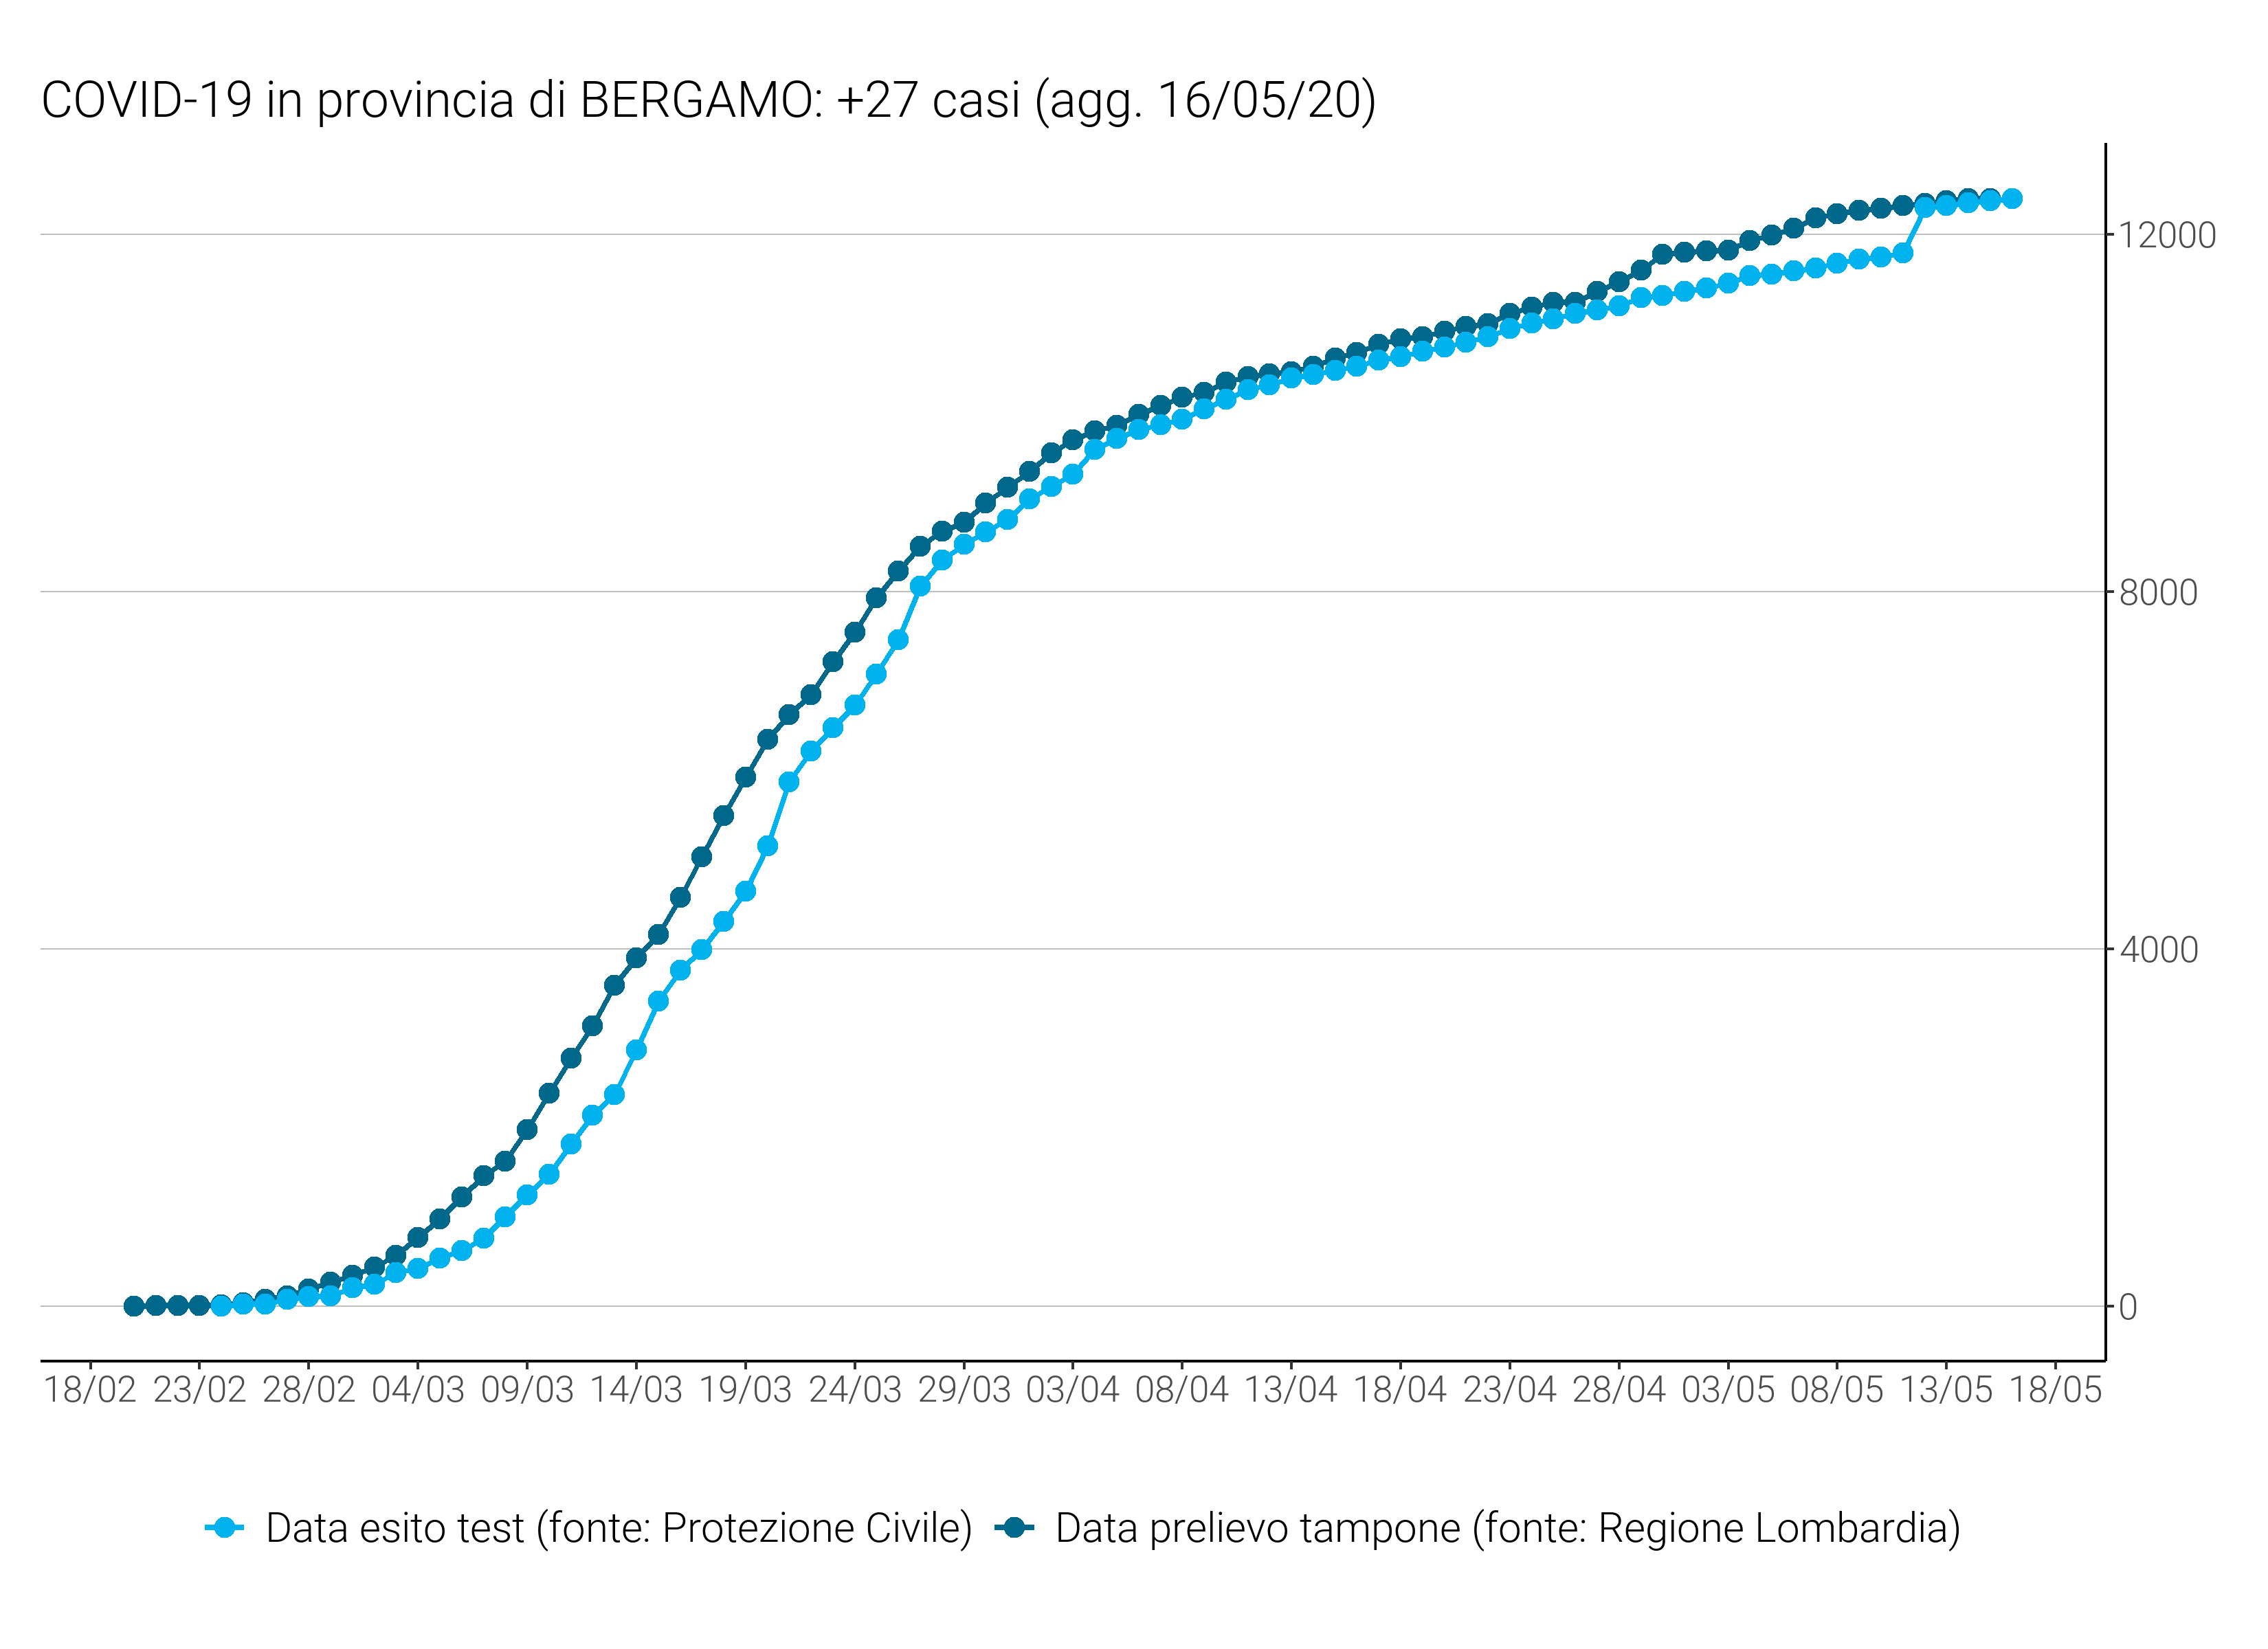 COVID-19 in provincia di BERGAMO: +27 casi (agg. 16/05/20)
12000
8000
4000
0
18/02 23/02 28/02 04/03 09/03 14/03 19/03 24/03 29/03 03/04 08/04 13/04 18/04 23/04 28/04 03/05 08/05 13/05 18/05
Data esito test (fonte: Protezione Civile) Data prelievo tampone (fonte: Regione Lombardia)